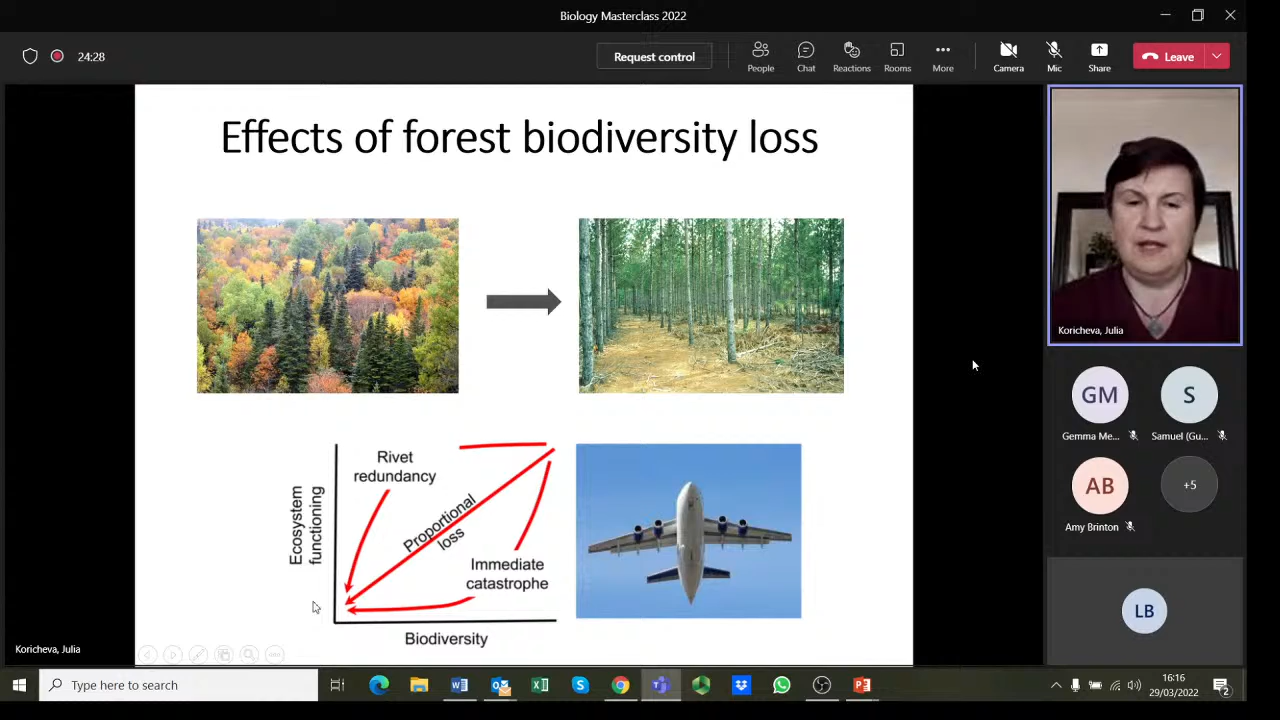 Biology Masterclass 2022
24:28
Request control
People
Chat
Reactions
Rooms
More
Camera
Mic
Share
Leave
Effects of forest biodiversity loss
Koricheva, Julia
GM
S
Gemma Me...
Samuel (Gu...
AB
+5
Amy Brinton
LB
Rivet
redundancy
Proportional
loss
Immediate
catastrophe
Ecosystem
functioning
Biodiversity
Koricheva, Julia
Type here to search
16:16
29/03/2022
2